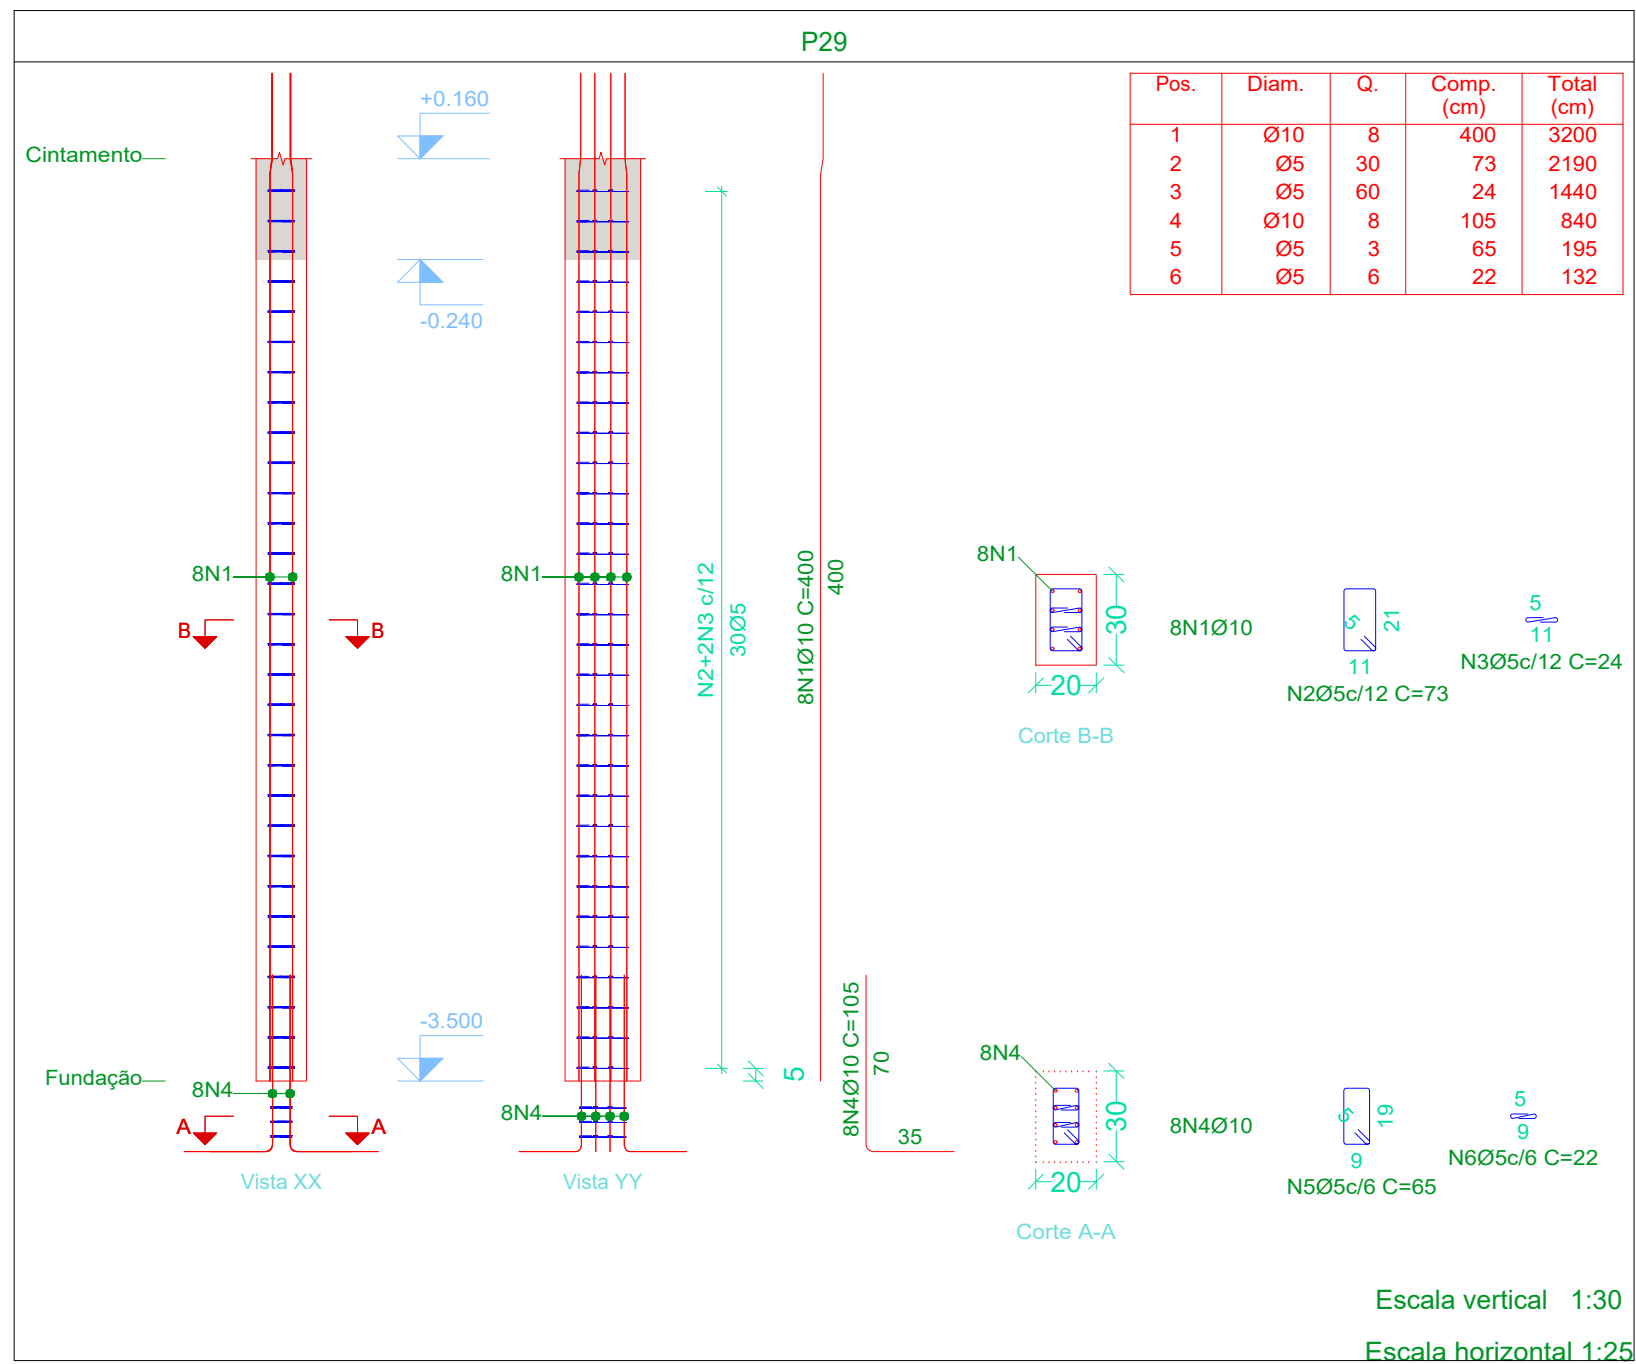 P29
Pos. Diam. Q. Comp. (cm) Total (cm)
1 Ø10 8 400 3200
2 Ø5 30 73 2190
3 Ø5 60 24 1440
4 Ø10 8 105 840
5 Ø5 3 65 195
6 Ø5 6 22 132
+0.160
Cintamento
-0.240
8N1
8N1
B B
N2+2N3 c/12
30Ø5
8N1Ø10 C=400
400
8N1
30
20
Corte B-B
8N1Ø10
5
21
11
N2Ø5c/12 C=73
5
11
N3Ø5c/12 C=24
-3.500
Fundação
8N4
8N4
A A
5
8N4Ø10 C=105
70
35
Vista XX
Vista YY
8N4
30
20
Corte A-A
8N4Ø10
5
19
9
N5Ø5c/6 C=65
5
9
N6Ø5c/6 C=22
Escala vertical 1:30
Escala horizontal 1:25